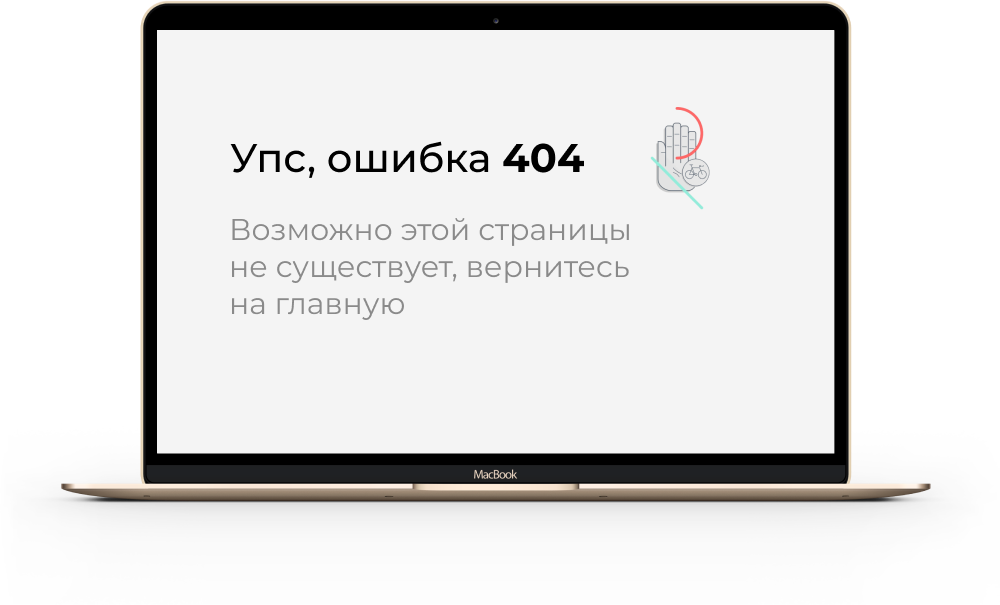 Упс, ошибка 404
Возможно этой страницы
не существует, вернитесь
на главную
MacBook